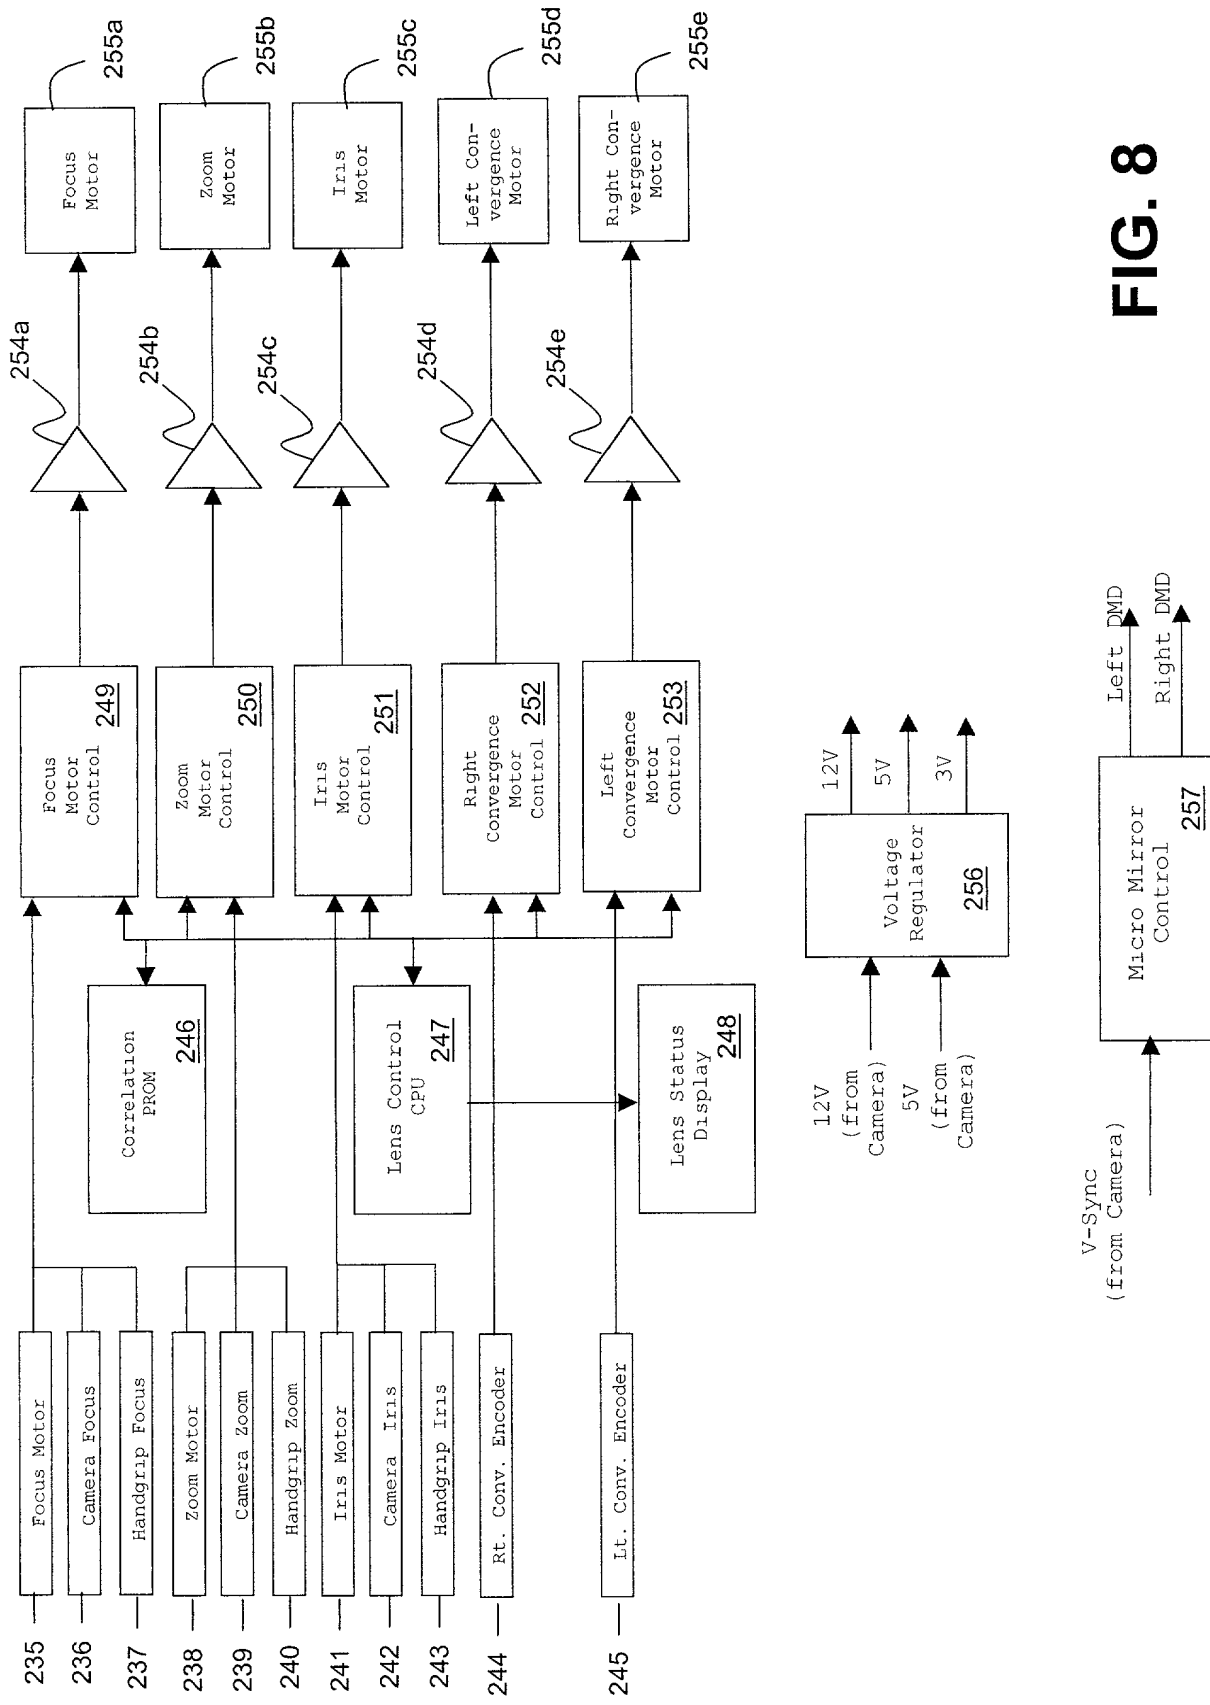 235
Focus Motor
236
Camera Focus
237
Handgrip Focus
238
Zoom Motor
239
Camera Zoom
240
Handgrip Zoom
241
Iris Motor
242
Camera Iris
243
Handgrip Iris
244
Rt. Conv. Encoder
245
Lt. Conv. Encoder
Correlation
PROM
246
Lens Control
CPU
247
Lens Status
Display
248
Focus
Motor
Control
249
Zoom
Motor
Control
250
Iris
Motor
Control
251
Right
Convergence
Motor
Control
252
Left
Convergence
Motor
Control
253
254a
254b
254c
254d
254e
Focus
Motor
255a
Zoom
Motor
255b
Iris
Motor
255c
Left Con-
vergence
Motor
255d
Right Con-
vergence
Motor
255e
12V
(from
Camera)
5V
(from
Camera)
Voltage
Regulator
256
12V
5V
3V
V-Sync
(from Camera)
Micro Mirror
Control
257
Left DMD
Right DMD
FIG. 8